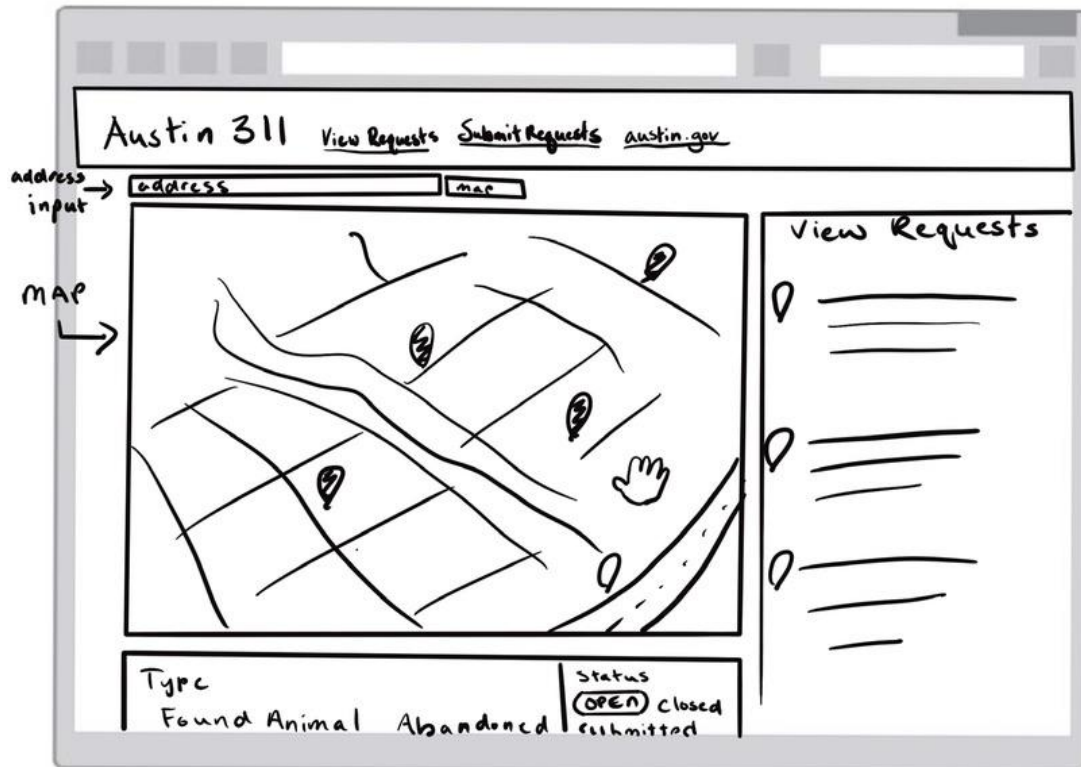 Austin 311 View Requests Submit Requests austin.gov
address input
address map
MAP
View Requests
Type
Found Animal Abandoned
Status
OPEN closed
submitted